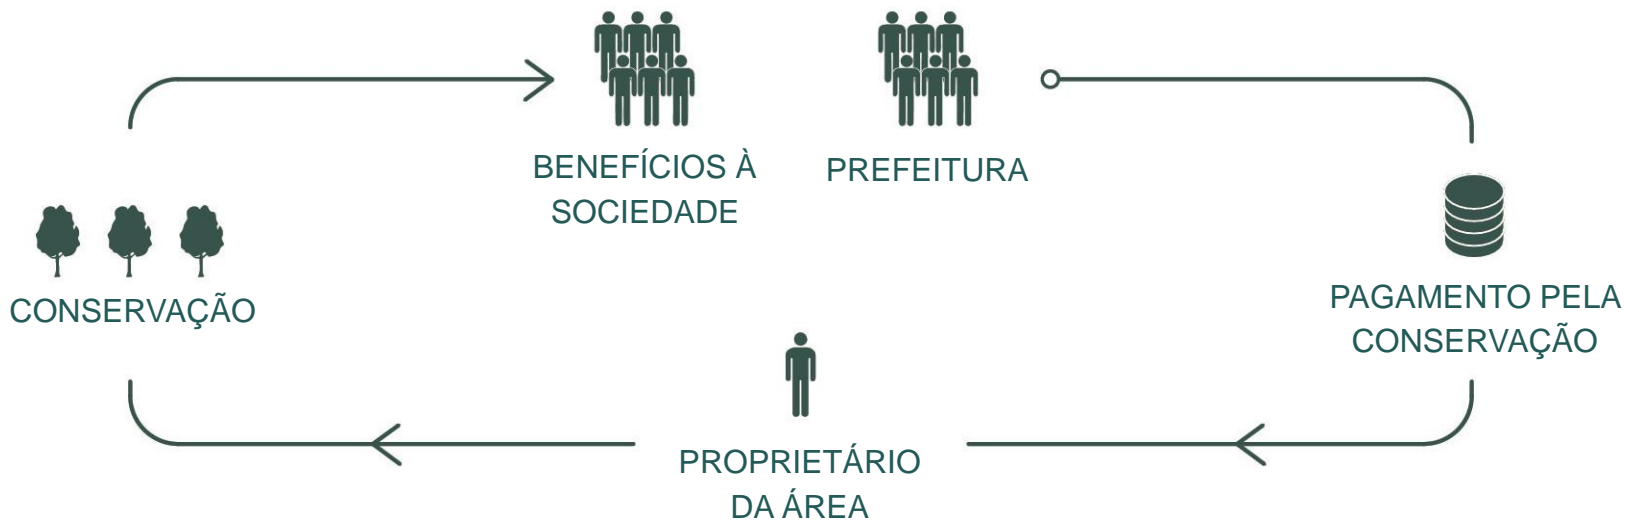 BENEFÍCIOS À
SOCIEDADE
PREFEITURA
CONSERVAÇÃO
PAGAMENTO PELA
CONSERVAÇÃO
PROPRIETÁRIO
DA ÁREA